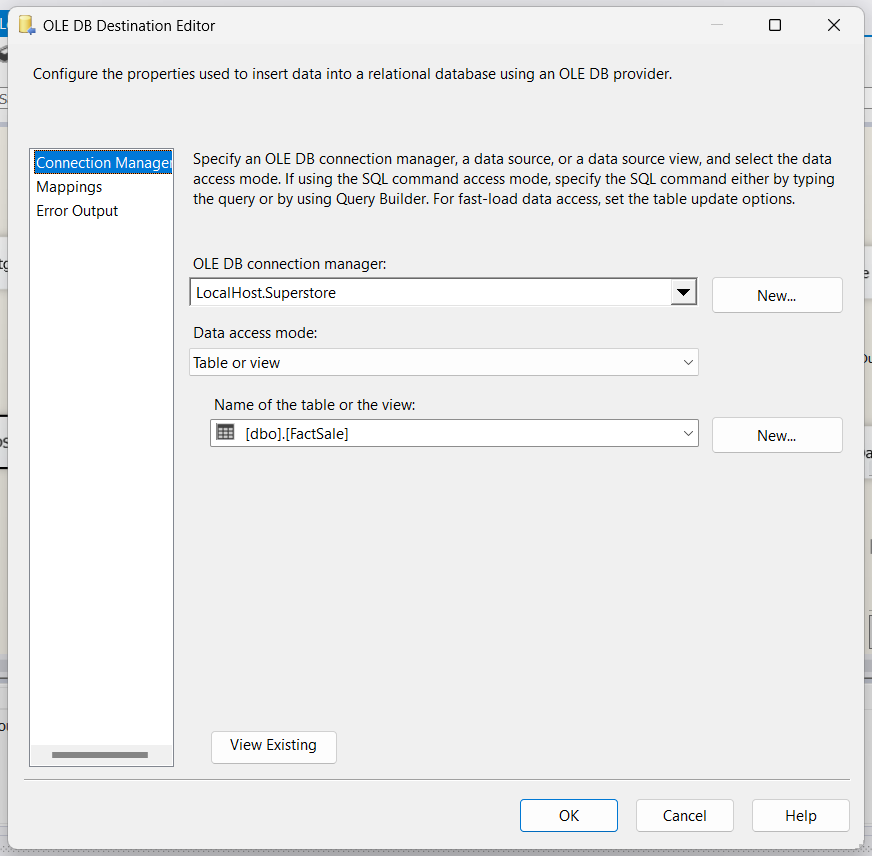 OLE DB Destination Editor
Configure the properties used to insert data into a relational database using an OLE DB provider.
Connection Manager
Mappings
Error Output
Specify an OLE DB connection manager, a data source, or a data source view, and select the data
access mode. If using the SQL command access mode, specify the SQL command either by typing
the query or by using Query Builder. For fast-load data access, set the table update options.
OLE DB connection manager:
LocalHost.Superstore
New...
Data access mode:
Table or view
Name of the table or the view:
[dbo].[FactSale]
New...
View Existing
OK
Cancel
Help